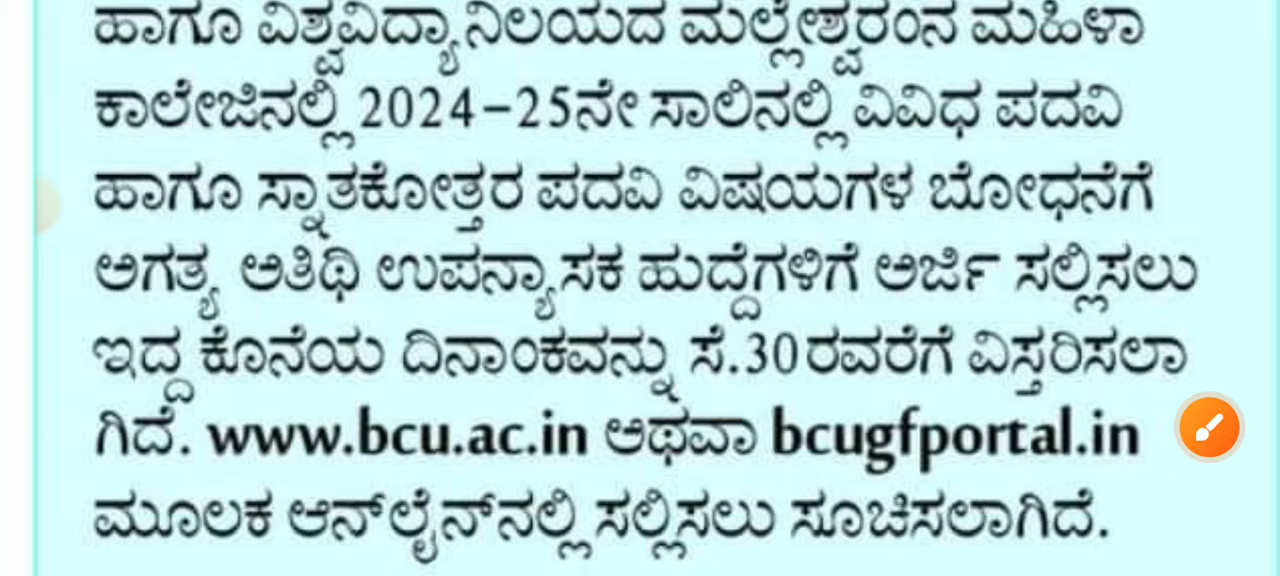 ಹಾಗೂ ವಿಶ್ವವಿದ್ಯಾನಿಲಯದ ಮಲ್ಲೇಶ್ವರಂನ ಮಹಿಳಾ
ಕಾಲೇಜಿನಲ್ಲಿ 2024–25ನೇ ಸಾಲಿನಲ್ಲಿ ವಿವಿಧ ಪದವಿ
ಹಾಗೂ ಸ್ನಾತಕೋತ್ತರ ಪದವಿ ವಿಷಯಗಳ ಬೋಧನೆಗೆ
ಅಗತ್ಯ ಅತಿಥಿ ಉಪನ್ಯಾಸಕ ಹುದ್ದೆಗಳಿಗೆ ಅರ್ಜಿ ಸಲ್ಲಿಸಲು
ಇದ್ದ ಕೊನೆಯ ದಿನಾಂಕವನ್ನು ಸೆ.30ರವರೆಗೆ ವಿಸ್ತರಿಸಲಾ
ಗಿದೆ. www.bcu.ac.in ಅಥವಾ bcugfportal.in
ಮೂಲಕ ಆನ್‌ಲೈನ್‌ನಲ್ಲಿ ಸಲ್ಲಿಸಲು ಸೂಚಿಸಲಾಗಿದೆ.